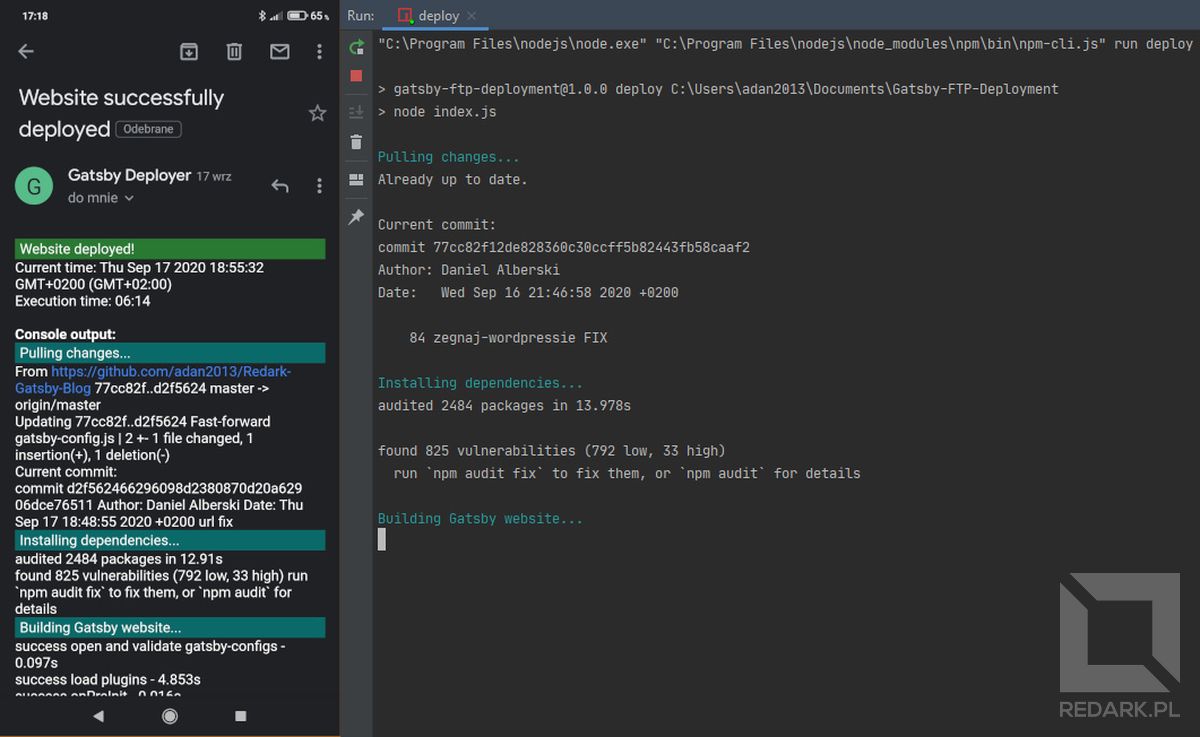 17:18
65%
Website successfully
deployed Odebrane
G
Gatsby Deployer 17 wrz
do mnie
Website deployed!
Current time: Thu Sep 17 2020 18:55:32
GMT+0200 (GMT+02:00)
Execution time: 06:14
Console output:
Pulling changes...
From https://github.com/adan2013/Redark-
Gatsby-Blog 77cc82f..d2f5624 master ->
origin/master
Updating 77cc82f..d2f5624 Fast-forward
gatsby-config.js | 2 +- 1 file changed, 1
insertion(+), 1 deletion(-)
Current commit:
commit d2f562466296098d2380870d20a629
06dce76511 Author: Daniel Alberski Date: Thu
Sep 17 18:48:55 2020 +0200 url fix
Installing dependencies...
audited 2484 packages in 12.91s
found 825 vulnerabilities (792 low, 33 high) run
`npm audit fix` to fix them, or `npm audit` for
details
Building Gatsby website...
success open and validate gatsby-configs -
0.097s
success load plugins - 4.853s
success onPreInit - 0.016s
Run: deploy
"C:\Program Files\nodejs\node.exe" "C:\Program Files\nodejs\node_modules\npm\bin\npm-cli.js" run deploy
> gatsby-ftp-deployment@1.0.0 deploy C:\Users\adan2013\Documents\Gatsby-FTP-Deployment
> node index.js
Pulling changes...
Already up to date.
Current commit:
commit 77cc82f12de828360c30ccff5b82443fb58caaf2
Author: Daniel Alberski
Date:   Wed Sep 16 21:46:58 2020 +0200
84 zegnaj-wordpressie FIX
Installing dependencies...
audited 2484 packages in 13.978s
found 825 vulnerabilities (792 low, 33 high)
run `npm audit fix` to fix them, or `npm audit` for details
Building Gatsby website...
REDARK.PL